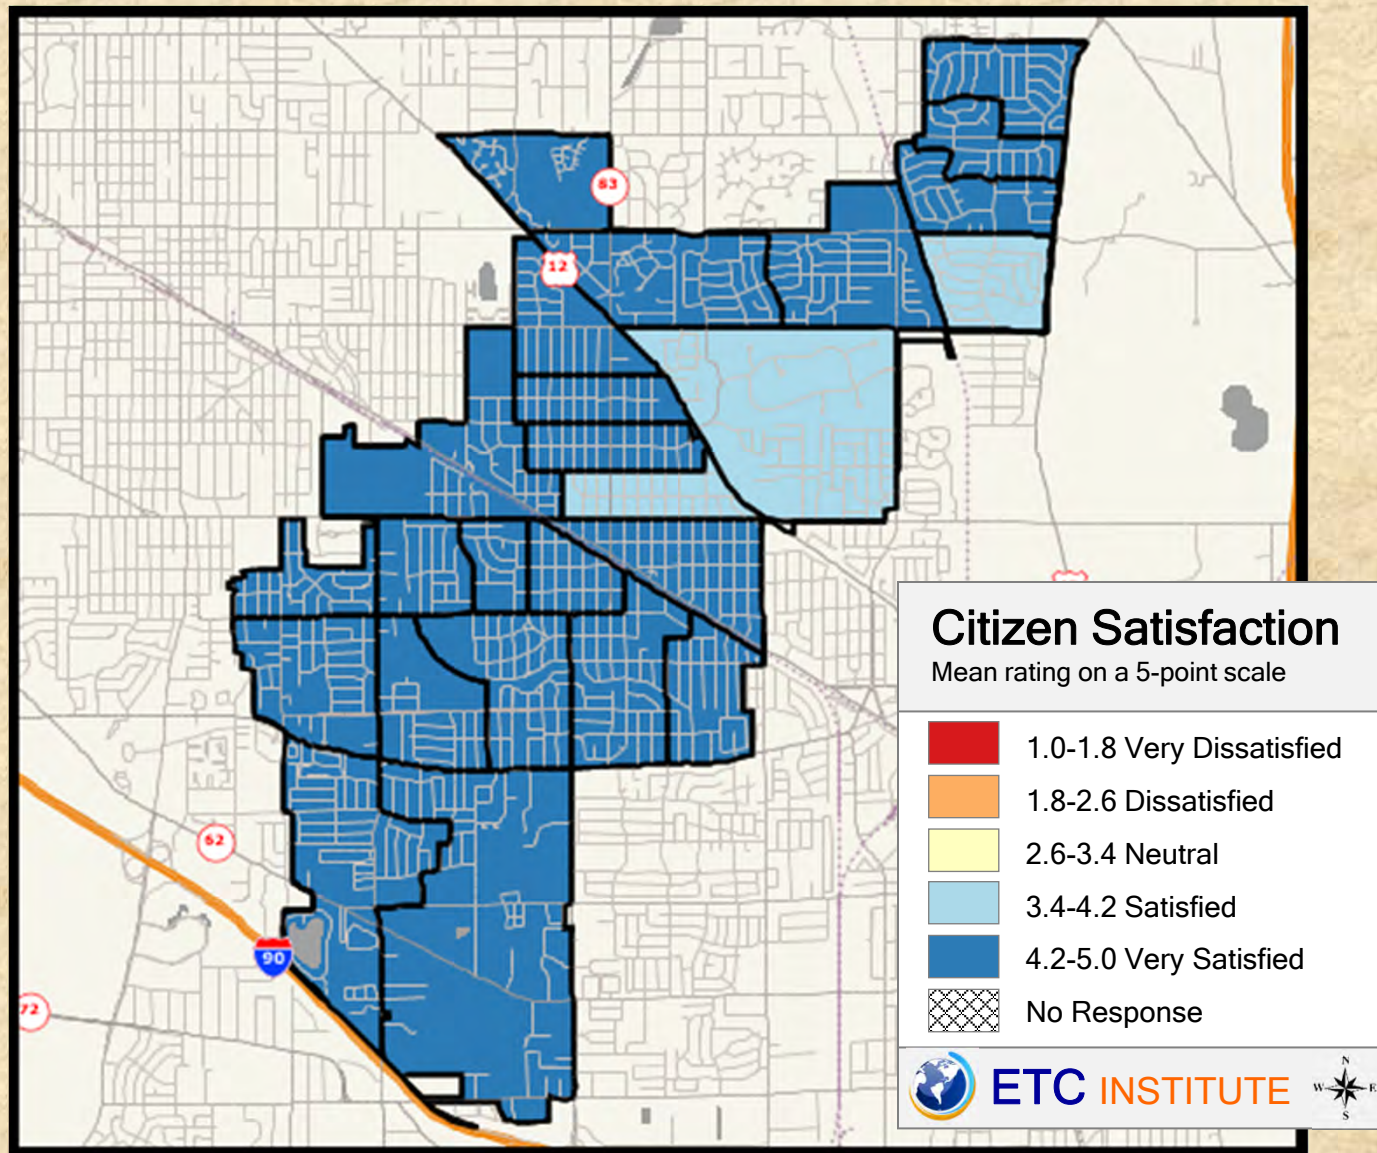 83
12
62
90
72
Citizen Satisfaction
Mean rating on a 5-point scale
1.0-1.8 Very Dissatisfied
1.8-2.6 Dissatisfied
2.6-3.4 Neutral
3.4-4.2 Satisfied
4.2-5.0 Very Satisfied
No Response
ETC INSTITUTE
N
W E
S